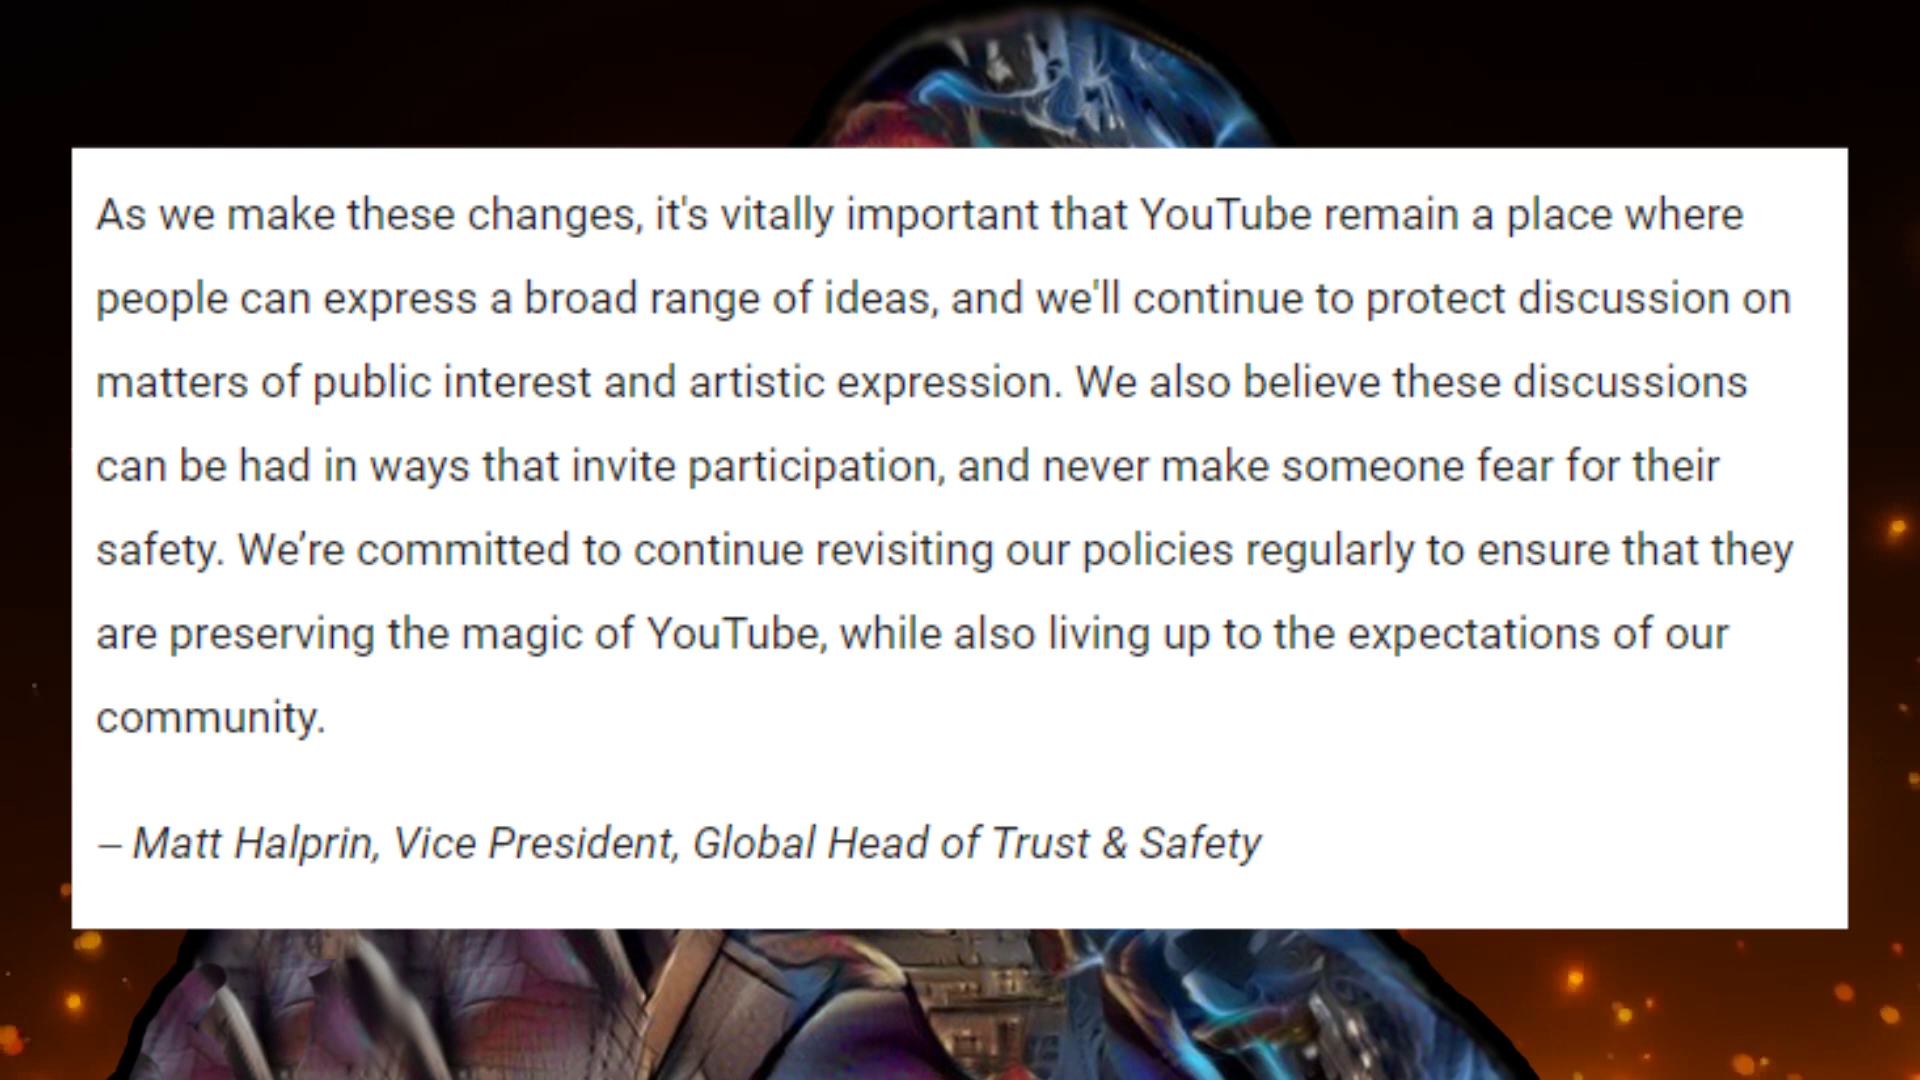 As we make these changes, it's vitally important that YouTube remain a place where
people can express a broad range of ideas, and we'll continue to protect discussion on
matters of public interest and artistic expression. We also believe these discussions
can be had in ways that invite participation, and never make someone fear for their
safety. We’re committed to continue revisiting our policies regularly to ensure that they
are preserving the magic of YouTube, while also living up to the expectations of our
community.
– Matt Halprin, Vice President, Global Head of Trust & Safety